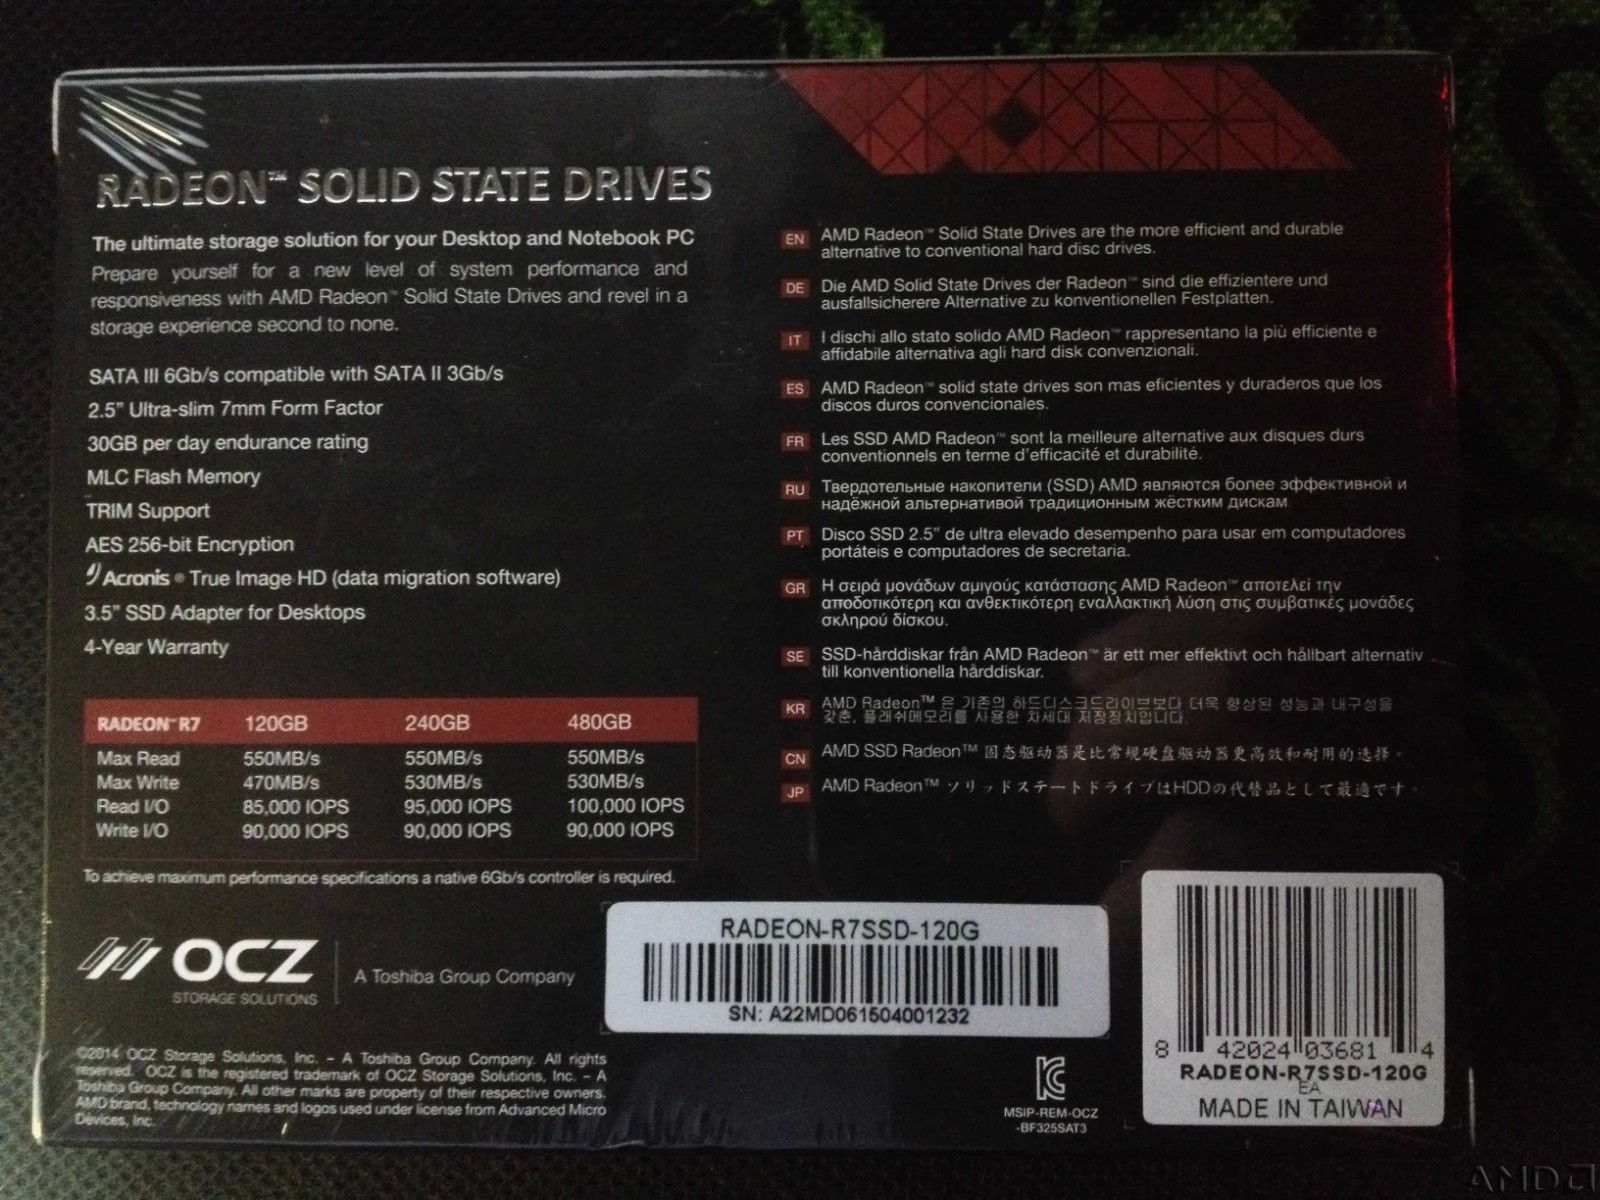 RADEON™ SOLID STATE DRIVES
The ultimate storage solution for your Desktop and Notebook PC
Prepare yourself for a new level of system performance and
responsiveness with AMD Radeon™ Solid State Drives and revel in a
storage experience second to none.
SATA III 6Gb/s compatible with SATA II 3Gb/s
2.5” Ultra-slim 7mm Form Factor
30GB per day endurance rating
MLC Flash Memory
TRIM Support
AES 256-bit Encryption
Acronis® True Image HD (data migration software)
3.5” SSD Adapter for Desktops
4-Year Warranty
RADEON™ R7 120GB 240GB 480GB
Max Read 550MB/s 550MB/s 550MB/s
Max Write 470MB/s 530MB/s 530MB/s
Read I/O 85,000 IOPS 95,000 IOPS 100,000 IOPS
Write I/O 90,000 IOPS 90,000 IOPS 90,000 IOPS
To achieve maximum performance specifications a native 6Gb/s controller is required.
OCZ
STORAGE SOLUTIONS
A Toshiba Group Company
©2014 OCZ Storage Solutions, Inc. – A Toshiba Group Company. All rights
reserved. OCZ is the registered trademark of OCZ Storage Solutions, Inc. – A
Toshiba Group Company. All other marks are property of their respective owners.
AMD brand, technology names and logos used under license from Advanced Micro
Devices, Inc.
EN AMD Radeon™ Solid State Drives are the more efficient and durable
alternative to conventional hard disc drives.
DE Die AMD Solid State Drives der Radeon™ sind die effizientere und
ausfallsicherere Alternative zu konventionellen Festplatten.
IT I dischi allo stato solido AMD Radeon™ rappresentano la più efficiente e
affidabile alternativa agli hard disk convenzionali.
ES AMD Radeon™ solid state drives son mas eficientes y duraderos que los
discos duros convencionales.
FR Les SSD AMD Radeon™ sont la meilleure alternative aux disques durs
conventionnels en terme d’efficacité et durabilité.
RU Твердотельные накопители (SSD) AMD являются более эффективной и
надёжной альтернативой традиционным жёстким дискам
PT Disco SSD 2.5” de ultra elevado desempenho para usar em computadores
portáteis e computadores de secretaria.
GR Η σειρά μονάδων αμιγούς κατάστασης AMD Radeon™ αποτελεί την
αποδοτικότερη και ανθεκτικότερη εναλλακτική λύση στις συμβατικές μονάδες
σκληρού δίσκου.
SE SSD-hårddiskar från AMD Radeon™ är ett mer effektivt och hållbart alternativ
till konventionella hårddiskar.
KR AMD Radeon™ 은 기존의 하드디스크드라이브보다 더욱 향상된 성능과 내구성을
갖춘, 플래쉬메모리를 사용한 차세대 저장장치입니다.
CN AMD SSD Radeon™ 固态驱动器是比常规硬盘驱动器更高效和耐用的选择。
JP AMD Radeon™ ソリッドステートドライブはHDDの代替品として最適です。
RADEON-R7SSD-120G
SN: A22MD061504001232
MSIP-REM-OCZ
-BF325SAT3
8 42024 03681 4
RADEON-R7SSD-120G
EA
MADE IN TAIWAN
AMD